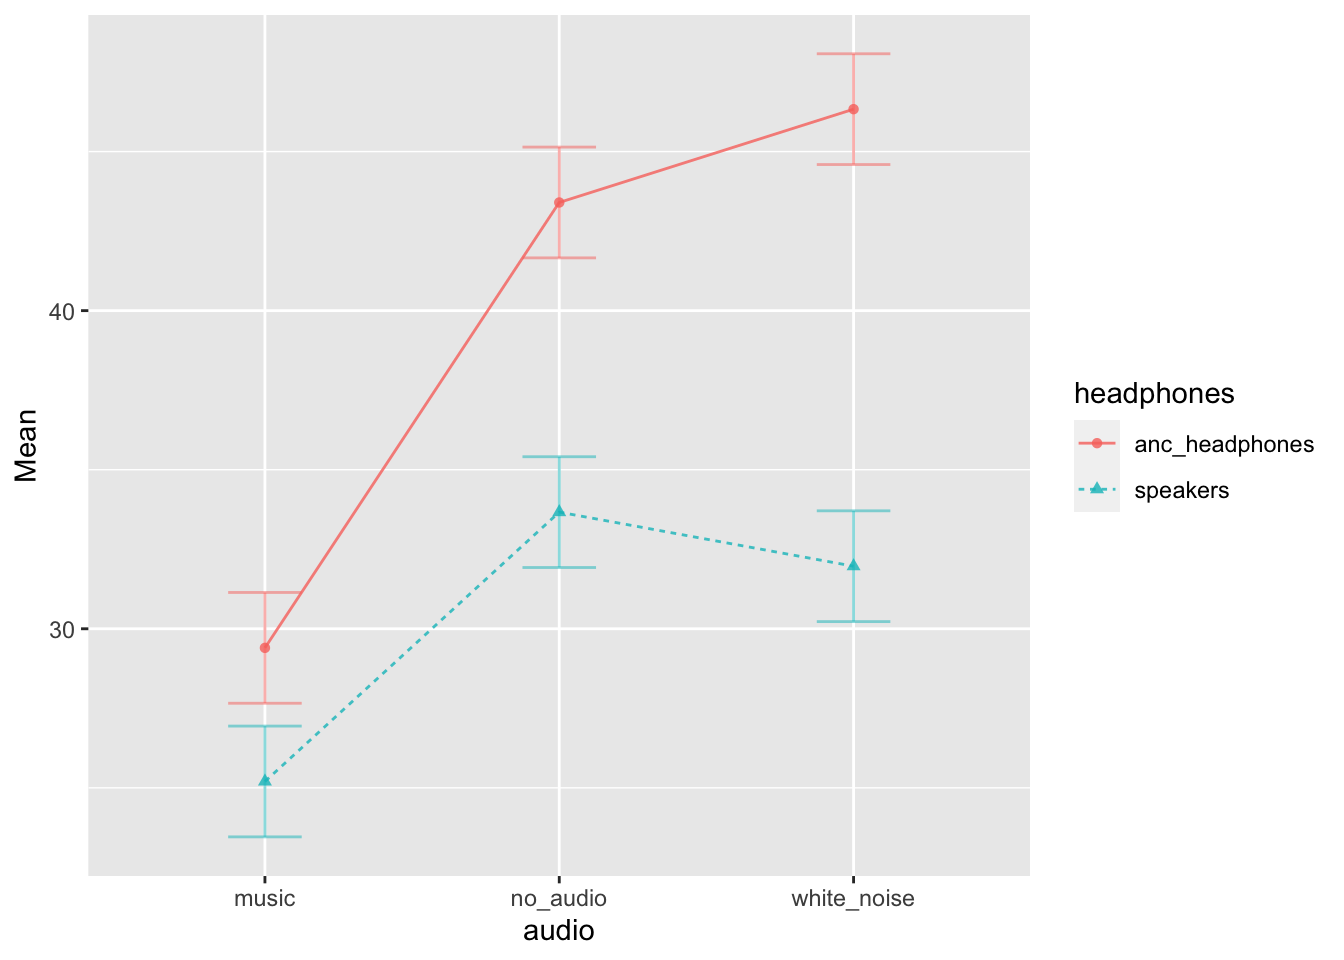 Mean
40
30
music
no_audio
white_noise
audio
headphones
anc_headphones
speakers